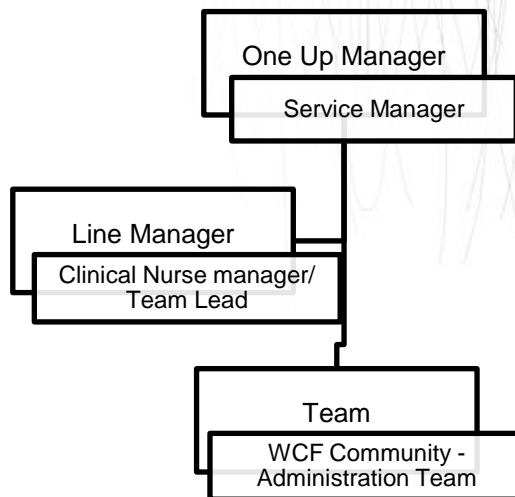 One Up Manager
Service Manager
Line Manager
Clinical Nurse manager/
Team Lead
Team
WCF Community -
Administration Team